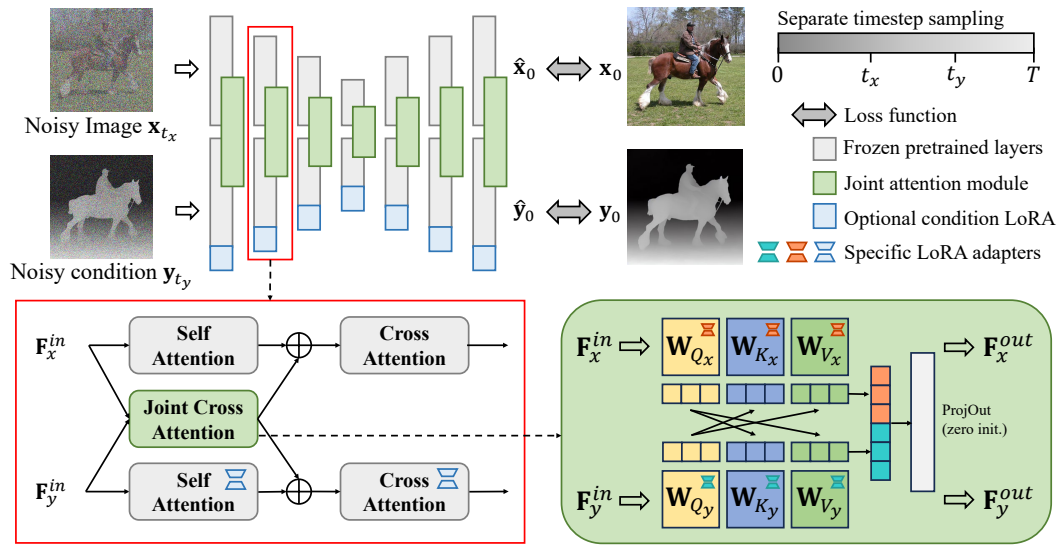 Noisy Image 𝐱_{t_x}
Noisy condition 𝐲_{t_y}
𝐱̂_0
𝐱_0
𝐲̂_0
𝐲_0
Separate timestep sampling
0 t_x t_y T
Loss function
Frozen pretrained layers
Joint attention module
Optional condition LoRA
Specific LoRA adapters
𝐅_x^{in}
Self
Attention
Cross
Attention
Joint Cross
Attention
𝐅_y^{in}
Self
Attention
Cross
Attention
𝐅_x^{in}
𝐖_{Q_x}
𝐖_{K_x}
𝐖_{V_x}
𝐅_x^{out}
ProjOut
(zero init.)
𝐅_y^{in}
𝐖_{Q_y}
𝐖_{K_y}
𝐖_{V_y}
𝐅_y^{out}